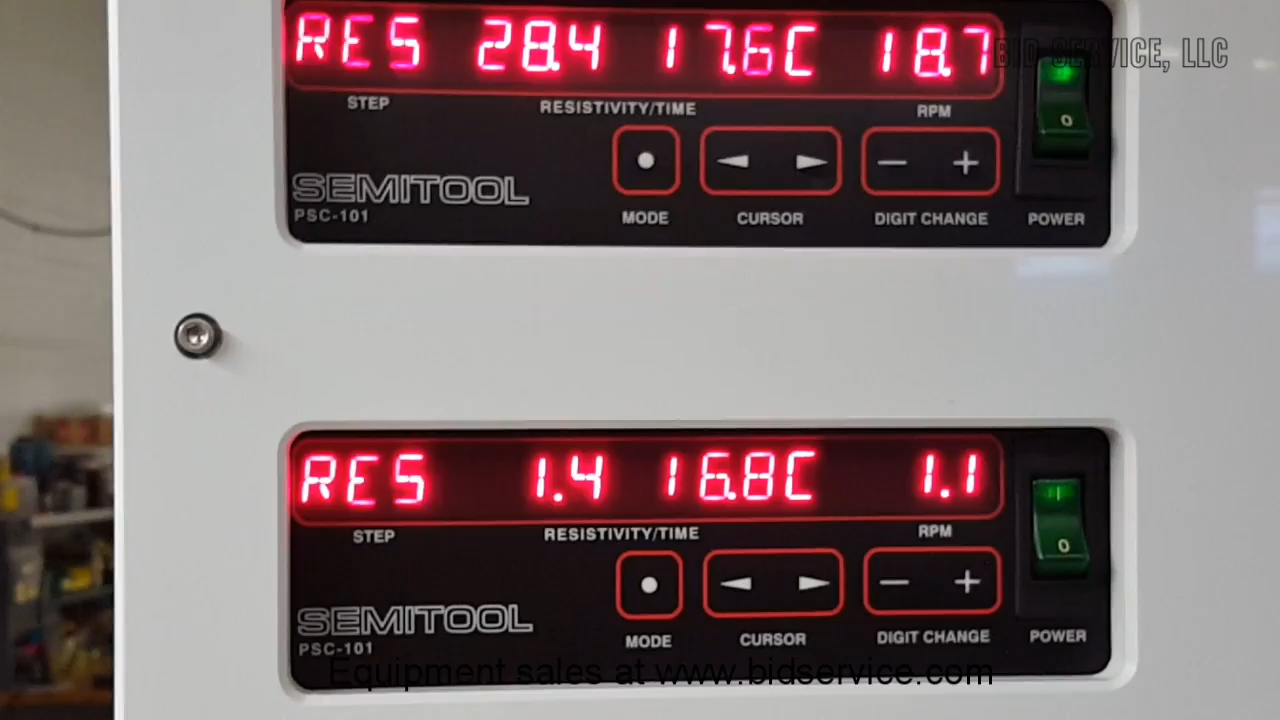 RES 28.4 17.6C 18.7
BID SERVICE, LLC
STEP RESISTIVITY/TIME RPM
0
SEMITOOL
PSC-101
MODE CURSOR DIGIT CHANGE POWER
RES 1.4 16.8C 1.1
STEP RESISTIVITY/TIME RPM
0
SEMITOOL
PSC-101
MODE CURSOR DIGIT CHANGE POWER
Equipment sales at www.bidservice.com